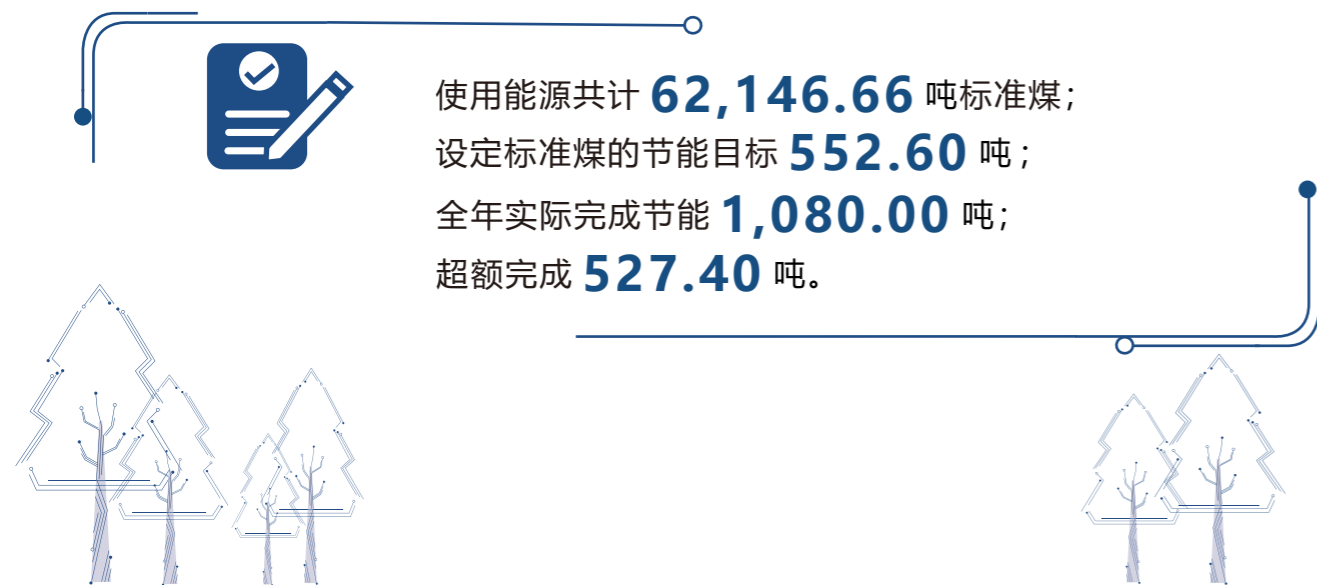 使用能源共计 62,146.66 吨标准煤；
设定标准煤的节能目标 552.60 吨；
全年实际完成节能 1,080.00 吨；
超额完成 527.40 吨。